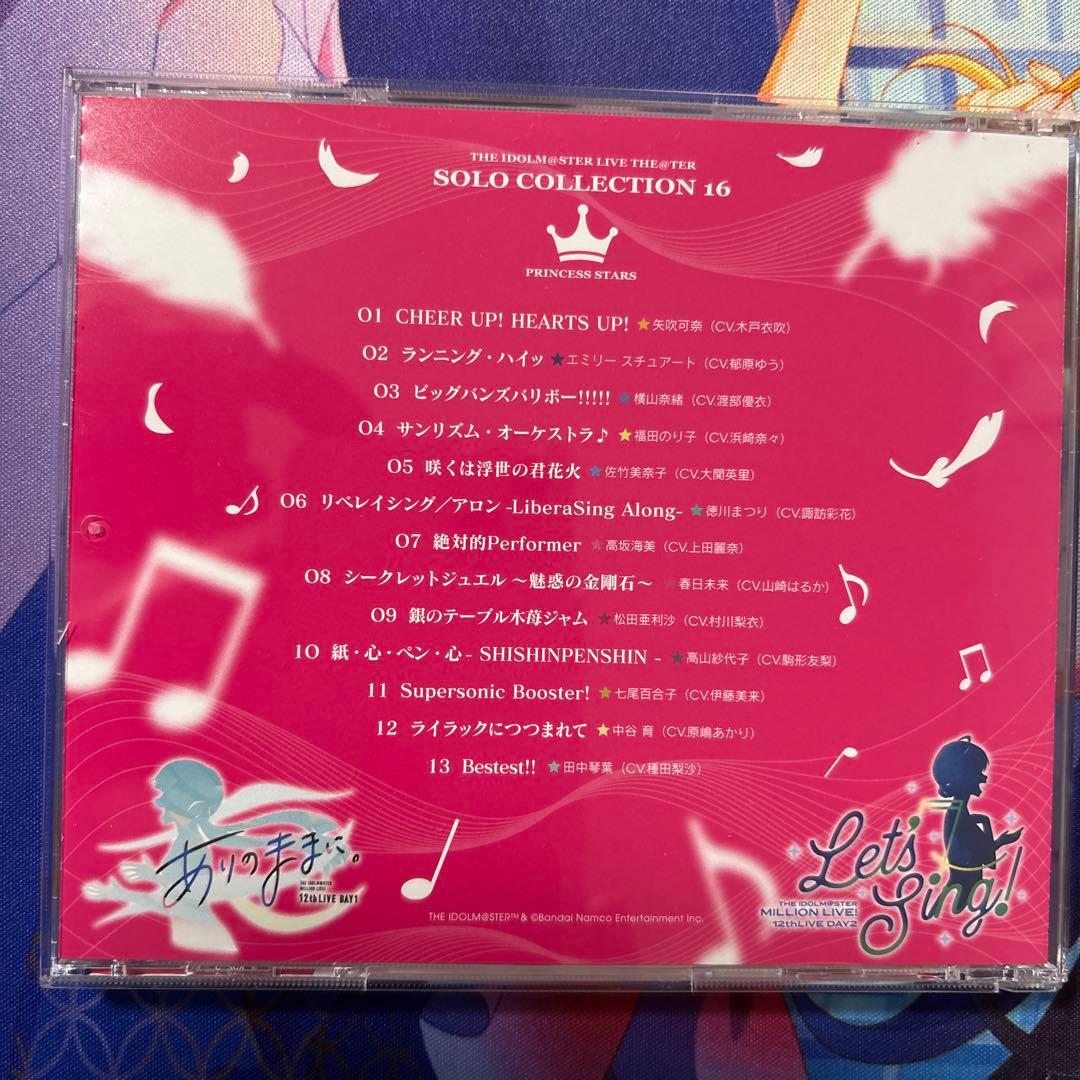 THE IDOLM@STER LIVE THE@TER
SOLO COLLECTION 16
PRINCESS STARS
01 CHEER UP! HEARTS UP! ★矢吹可奈（CV.木戸衣吹）
02 ランニング・ハイッ ★エミリー スチュアート（CV.郁原ゆう）
03 ビッグバンズバリボー!!!!! ★横山奈緒（CV.渡部優衣）
04 サンリズム・オーケストラ♪ ★福田のり子（CV.浜崎奈々）
05 咲くは浮世の君花火 ★佐竹美奈子（CV.大関英里）
06 リベレイシング／アロン -LiberaSing Along- ★徳川まつり（CV.諏訪彩花）
07 絶対的Performer ★高坂海美（CV.上田麗奈）
08 シークレットジュエル ～魅惑の金剛石～ ★春日未来（CV.山崎はるか）
09 銀のテーブル木苺ジャム ★松田亜利沙（CV.村川梨衣）
10 紙・心・ペン・心 - SHISHINPENSHIN - ★高山紗代子（CV.駒形友梨）
11 Supersonic Booster! ★七尾百合子（CV.伊藤美来）
12 ライラックにつつまれて ★中谷 育（CV.原嶋あかり）
13 Bestest!! ★田中琴葉（CV.種田梨沙）
ありのままに。
THE IDOLM@STER
MILLION LIVE!
12thLIVE DAY1
Let's
Sing!
THE IDOLM@STER
MILLION LIVE!
12thLIVE DAY2
THE IDOLM@STER™& ©Bandai Namco Entertainment Inc.